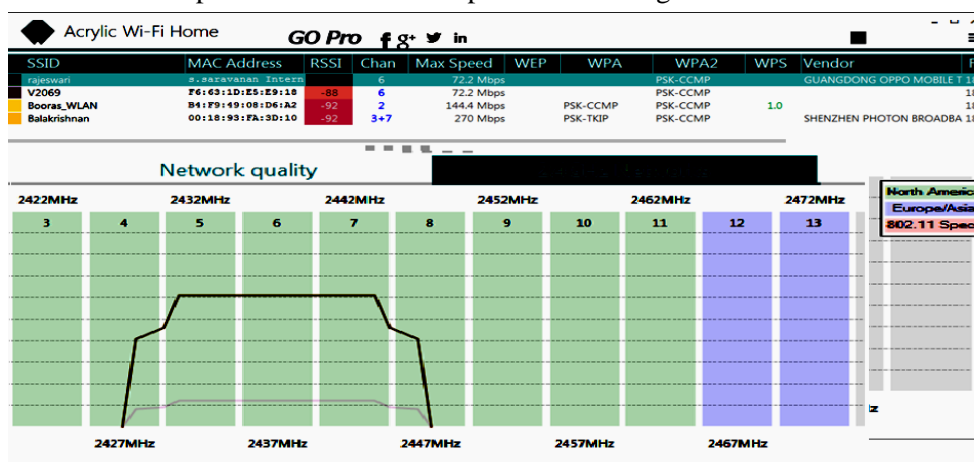 Acrylic Wi-Fi Home GO Pro f g+ in
SSID MAC Address RSSI Chan Max Speed WEP WPA WPA2 WPS Vendor
rajeswari s.saravanan Intern 6 72.2 Mbps PSK-CCMP GUANGDONG OPPO MOBILE T
V2069 F6:63:1D:E5:E9:18 -88 6 72.2 Mbps PSK-CCMP
Booras_WLAN B4:F9:49:08:D6:A2 -92 2 144.4 Mbps PSK-CCMP PSK-CCMP 1.0
Balakrishnan 00:18:93:FA:3D:10 -92 3+7 270 Mbps PSK-TKIP PSK-CCMP SHENZHEN PHOTON BROADBA
Network quality
North America
Europe/Asia
802.11 Spec
2422MHz 2432MHz 2442MHz 2452MHz 2462MHz 2472MHz
3 4 5 6 7 8 9 10 11 12 13
2427MHz 2437MHz 2447MHz 2457MHz 2467MHz